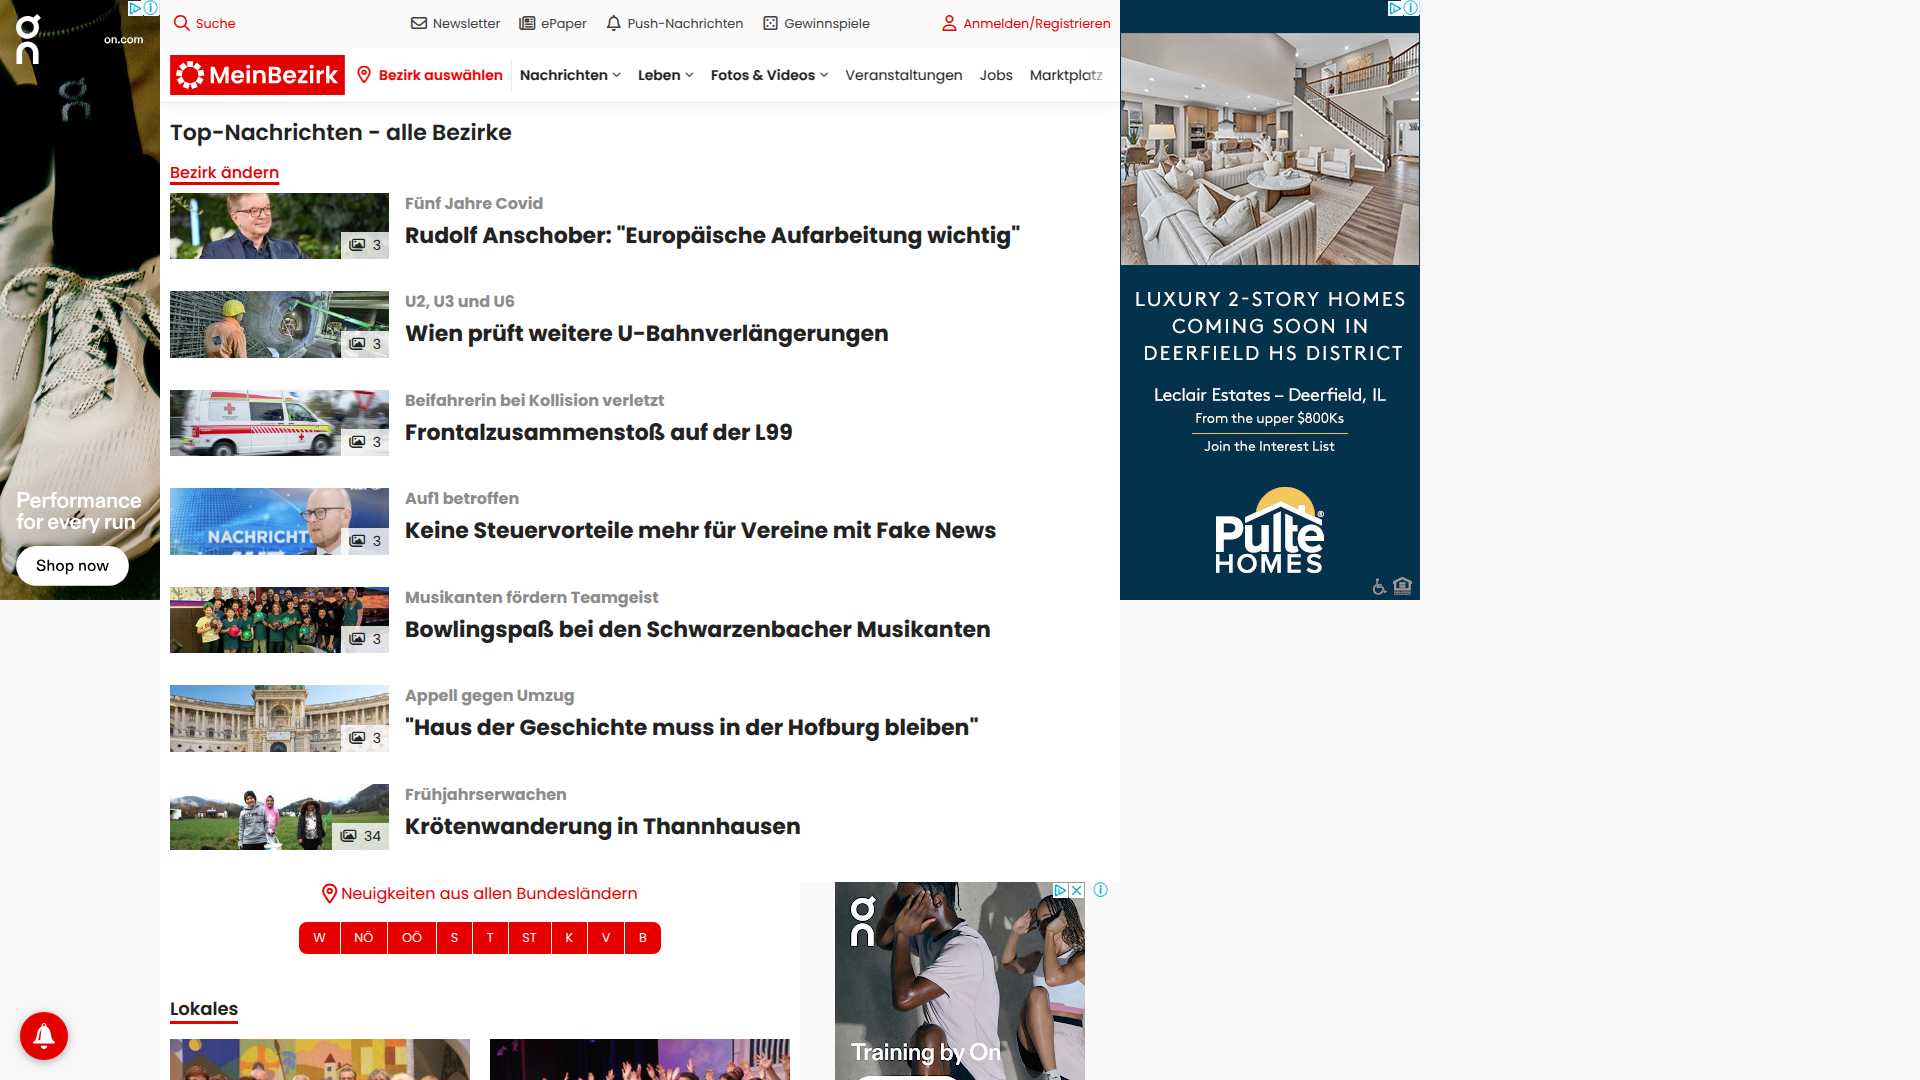 on.com
Performance
for every run
Shop now
Suche
Newsletter
ePaper
Push-Nachrichten
Gewinnspiele
Anmelden/Registrieren
MeinBezirk
Bezirk auswählen
Nachrichten
Leben
Fotos & Videos
Veranstaltungen
Jobs
Marktplatz
Top-Nachrichten - alle Bezirke
Bezirk ändern
3
Fünf Jahre Covid
Rudolf Anschober: "Europäische Aufarbeitung wichtig"
3
U2, U3 und U6
Wien prüft weitere U-Bahnverlängerungen
3
Beifahrerin bei Kollision verletzt
Frontalzusammenstoß auf der L99
NACHRICHT
3
Auf1 betroffen
Keine Steuervorteile mehr für Vereine mit Fake News
3
Musikanten fördern Teamgeist
Bowlingspaß bei den Schwarzenbacher Musikanten
3
Appell gegen Umzug
"Haus der Geschichte muss in der Hofburg bleiben"
34
Frühjahrserwachen
Krötenwanderung in Thannhausen
Neuigkeiten aus allen Bundesländern
W NÖ OÖ S T ST K V B
Lokales
Training by On
LUXURY 2-STORY HOMES
COMING SOON IN
DEERFIELD HS DISTRICT
Leclair Estates – Deerfield, IL
From the upper $800Ks
Join the Interest List
Pulte®
HOMES